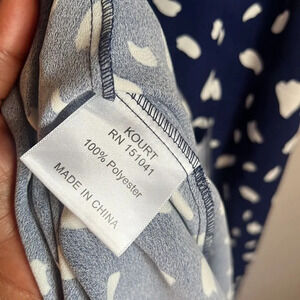 KOURT
RN 151041
100% Polyester
MADE IN CHINA